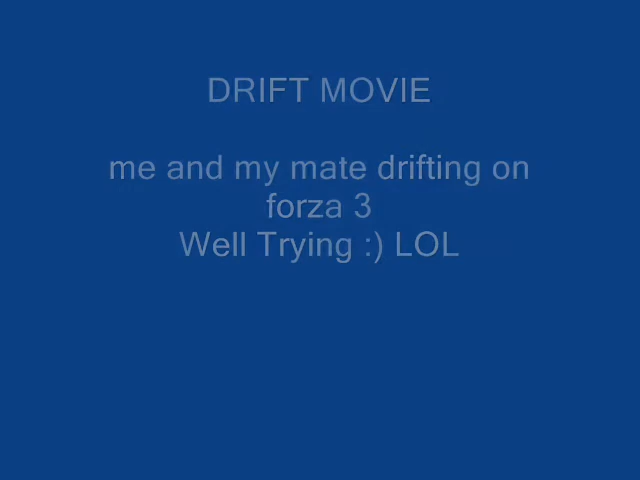 DRIFT MOVIE
me and my mate drifting on
forza 3
Well Trying :) LOL